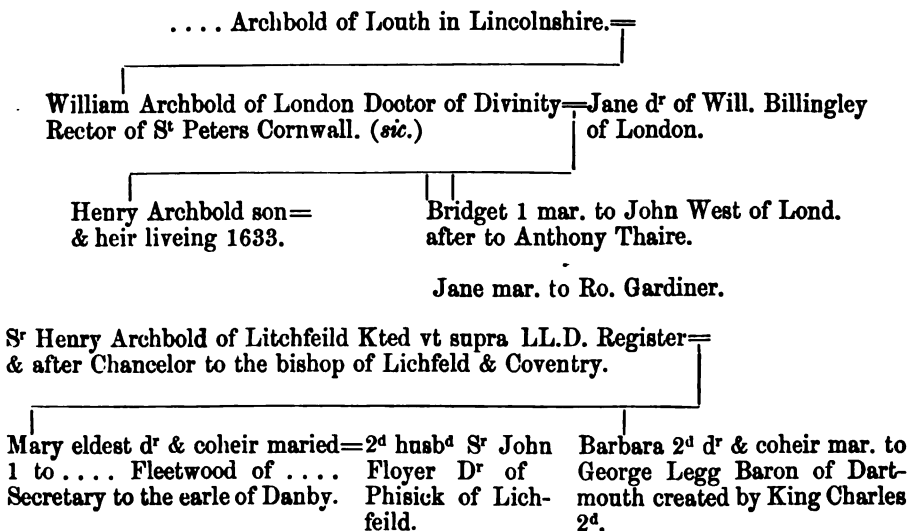 .... Archbold of Louth in Lincolnshire.=
William Archbold of London Doctor of Divinity=Jane dʳ of Will. Billingley
Rector of Sᵗ Peters Cornwall. (sic.) of London.
Henry Archbold son=
& heir liveing 1633.
Bridget 1 mar. to John West of Lond.
after to Anthony Thaire.
Jane mar. to Ro. Gardiner.
Sʳ Henry Archbold of Litchfeild Kted vt supra LL.D. Register=
& after Chancelor to the bishop of Lichfeld & Coventry.
Mary eldest dʳ & coheir maried=
1 to .... Fleetwood of ....
Secretary to the earle of Danby.
2ᵈ husbᵈ Sʳ John
Floyer Dʳ of
Phisick of Lich-
feild.
Barbara 2ᵈ dʳ & coheir mar. to
George Legg Baron of Dart-
mouth created by King Charles
2ᵈ.